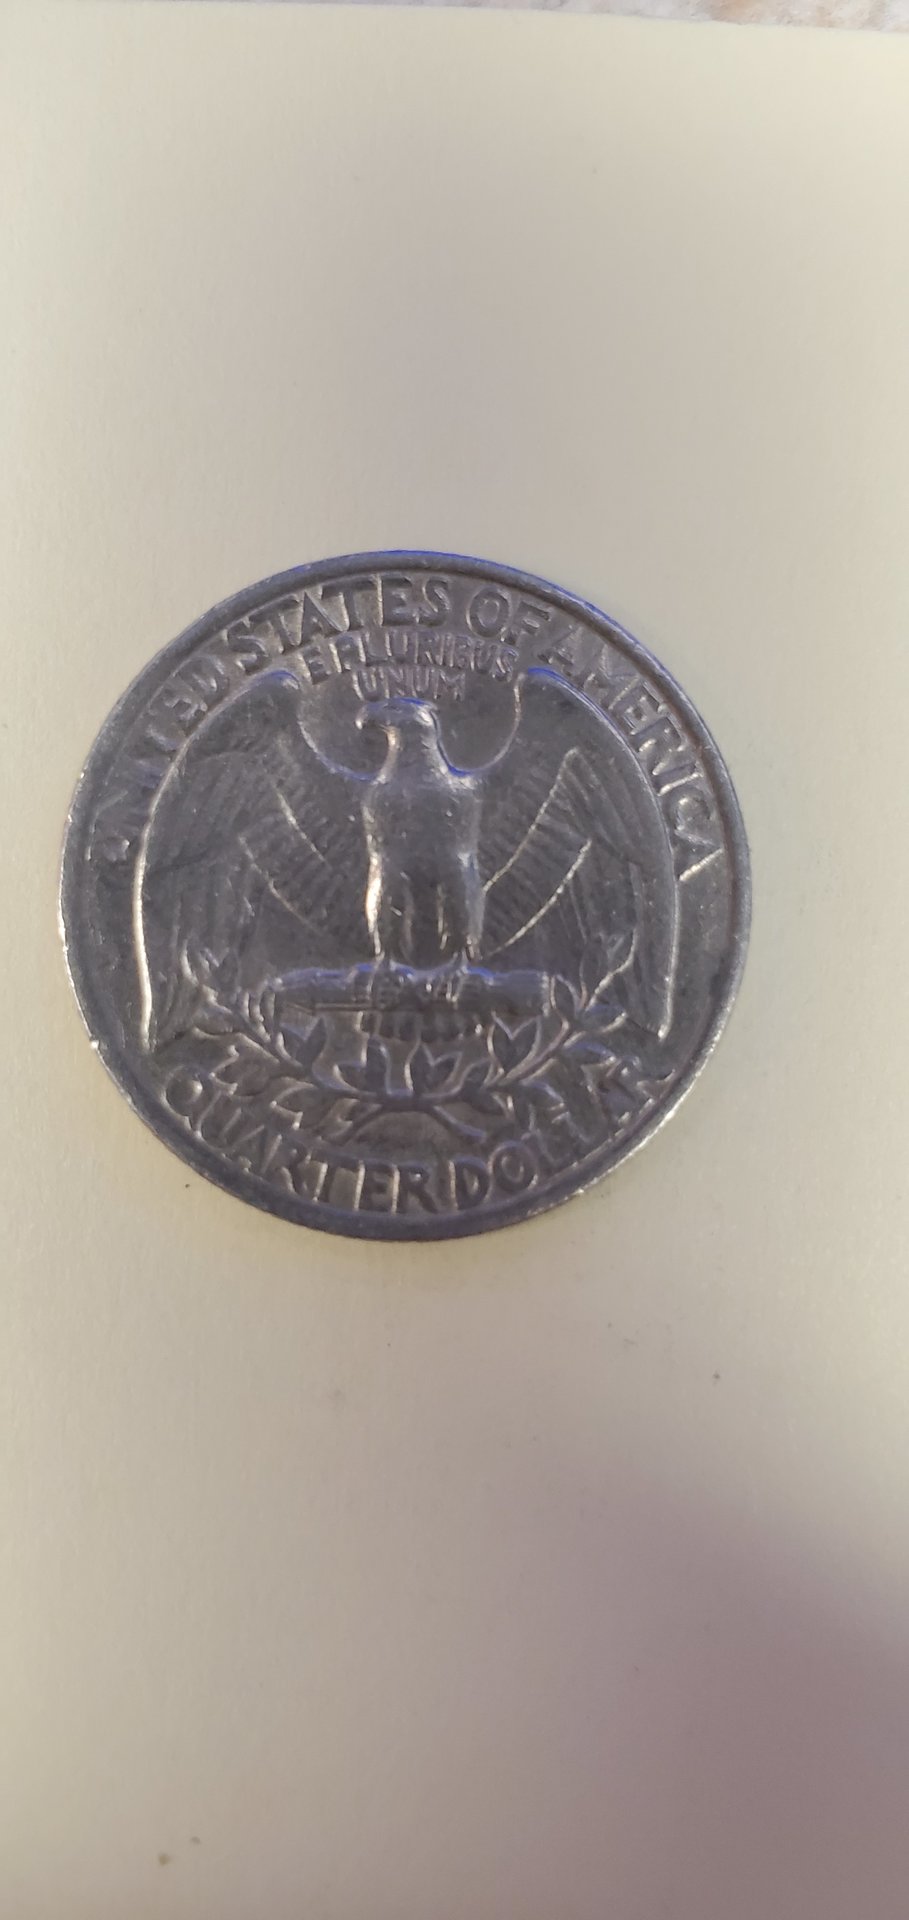 UNITED STATES OF AMERICA
E PLURIBUS
UNUM
QUARTER DOLLAR